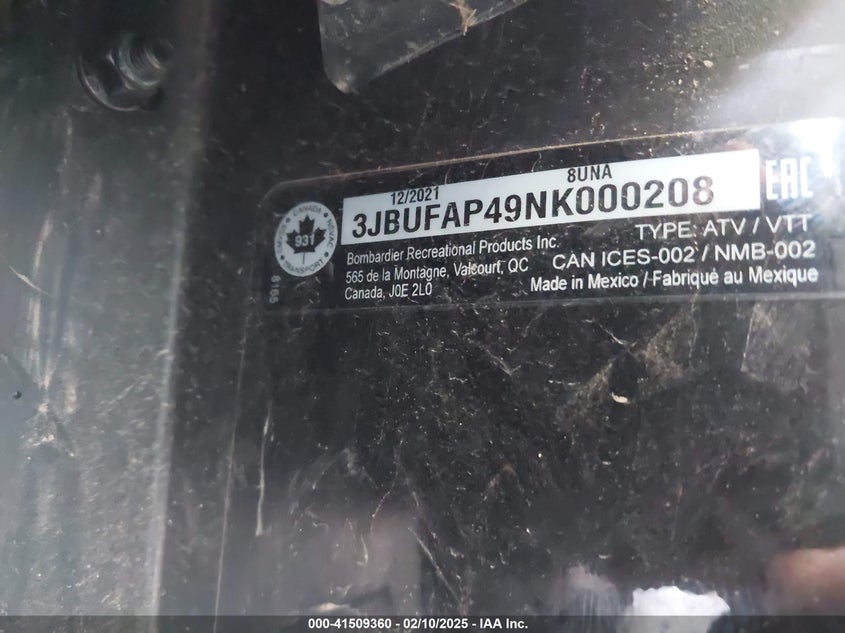 12/2021 8UNA
3JBUFAP49NK000208
EAC
CANADA
931
TRANSPORT
8165
Bombardier Recreational Products Inc.
565 de la Montagne, Valcourt, QC
Canada, J0E 2L0
TYPE: ATV / VTT
CAN ICES-002 / NMB-002
Made in Mexico / Fabriqué au Mexique
000-41509360 - 02/10/2025 - IAA Inc.